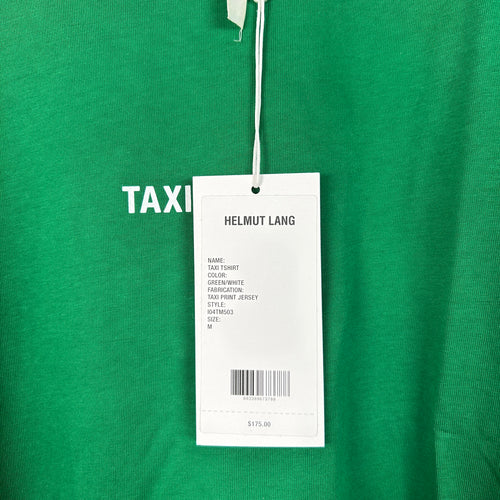 TAXI
HELMUT LANG
NAME:
TAXI TSHIRT
COLOR:
GREEN/WHITE
FABRICATION:
TAXI PRINT JERSEY
STYLE:
I04TM503
SIZE:
M
$175.00